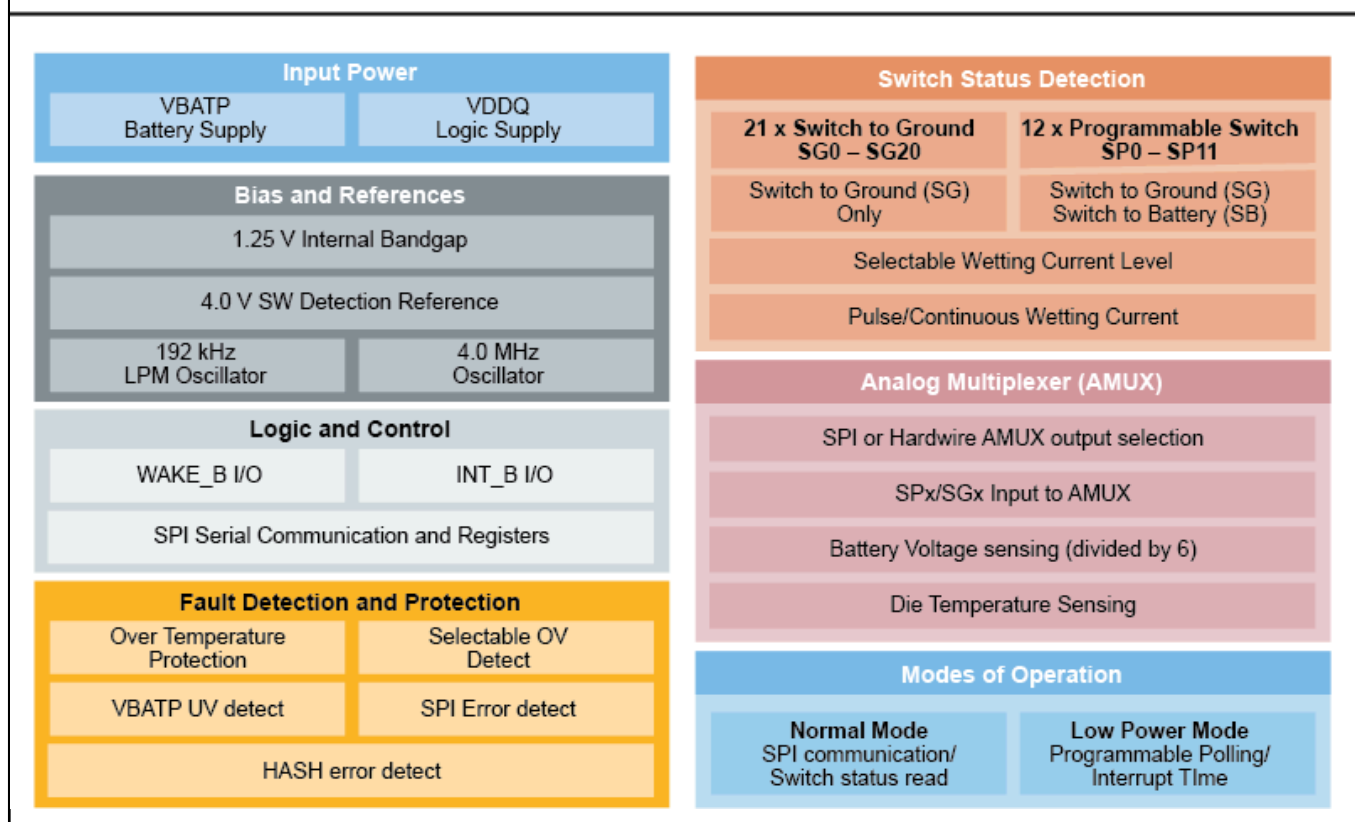 Input Power
VBATP
Battery Supply
VDDQ
Logic Supply
Bias and References
1.25 V Internal Bandgap
4.0 V SW Detection Reference
192 kHz
LPM Oscillator
4.0 MHz
Oscillator
Logic and Control
WAKE_B I/O
INT_B I/O
SPI Serial Communication and Registers
Fault Detection and Protection
Over Temperature
Protection
Selectable OV
Detect
VBATP UV detect
SPI Error detect
HASH error detect
Switch Status Detection
21 x Switch to Ground
SG0 – SG20
12 x Programmable Switch
SP0 – SP11
Switch to Ground (SG)
Only
Switch to Ground (SG)
Switch to Battery (SB)
Selectable Wetting Current Level
Pulse/Continuous Wetting Current
Analog Multiplexer (AMUX)
SPI or Hardwire AMUX output selection
SPx/SGx Input to AMUX
Battery Voltage sensing (divided by 6)
Die Temperature Sensing
Modes of Operation
Normal Mode
SPI communication/
Switch status read
Low Power Mode
Programmable Polling/
Interrupt TIme